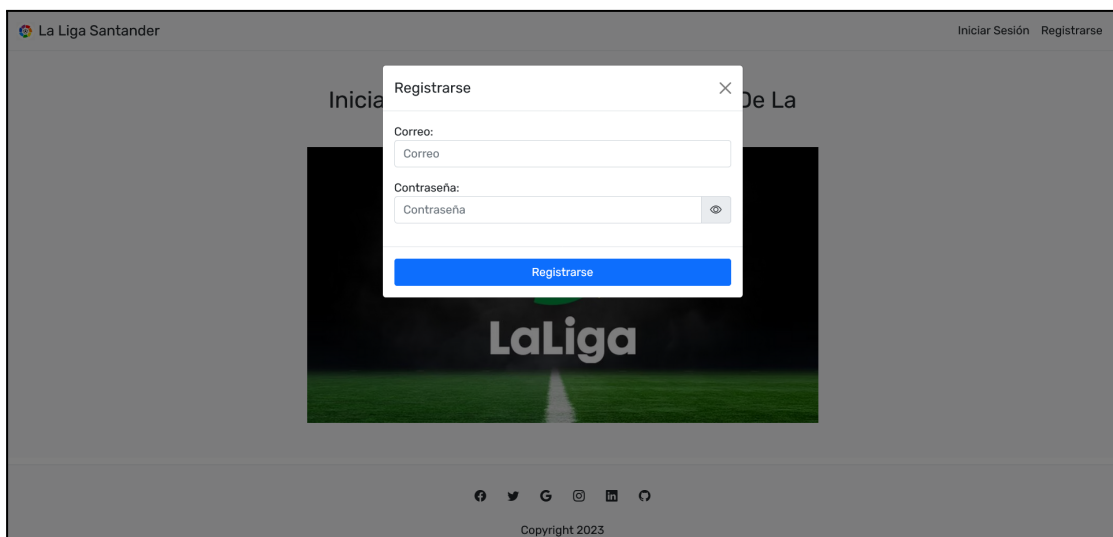 La Liga Santander
Iniciar Sesión Registrarse
Registrarse
Inicia
De La
Correo:
Correo
Contraseña:
Contraseña
Registrarse
LaLiga
Copyright 2023